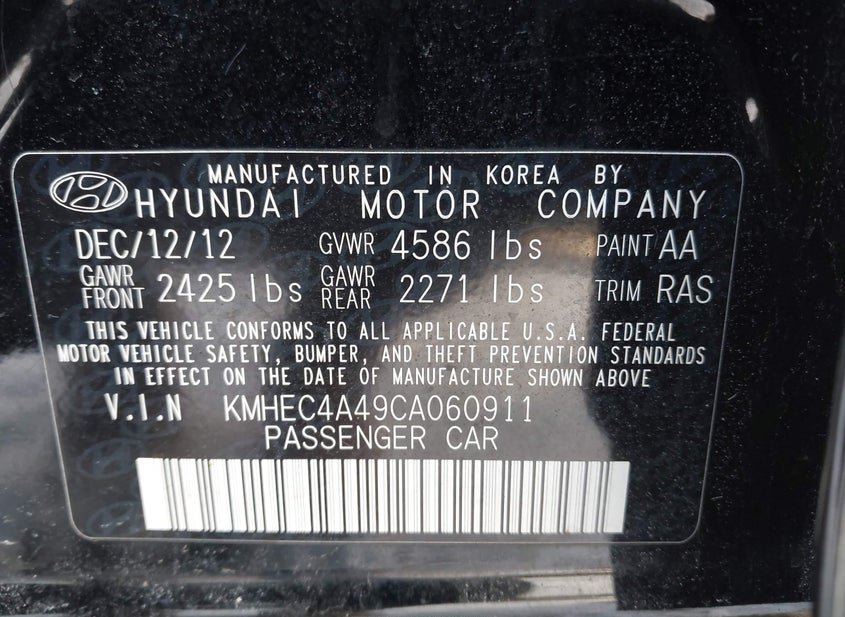 MANUFACTURED IN KOREA BY
HYUNDAI MOTOR COMPANY
DEC/12/12 GVWR 4586 lbs PAINT AA
GAWR FRONT 2425 lbs GAWR REAR 2271 lbs TRIM RAS
THIS VEHICLE CONFORMS TO ALL APPLICABLE U.S.A. FEDERAL
MOTOR VEHICLE SAFETY, BUMPER, AND THEFT PREVENTION STANDARDS
IN EFFECT ON THE DATE OF MANUFACTURE SHOWN ABOVE
V.I.N KMHEC4A49CA060911
PASSENGER CAR